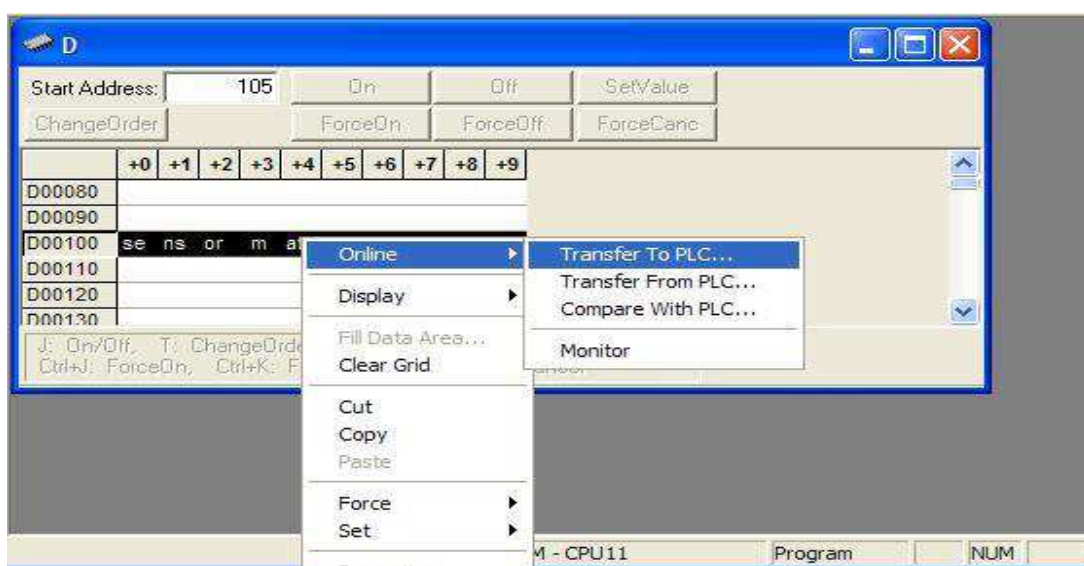 D
Start Address: 105 On Off SetValue
ChangeOrder ForceOn ForceOff ForceCanc
+0 +1 +2 +3 +4 +5 +6 +7 +8 +9
D00080
D00090
D00100 se ns or m
D00110
D00120
D00130
J: On/Off, T:
Ctrl+J: ForceOn, Ctrl+K:
Online
Display
Fill Data Area...
Clear Grid
Cut
Copy
Paste
Force
Set
Transfer To PLC...
Transfer From PLC...
Compare With PLC...
Monitor
- CPU11 Program NUM